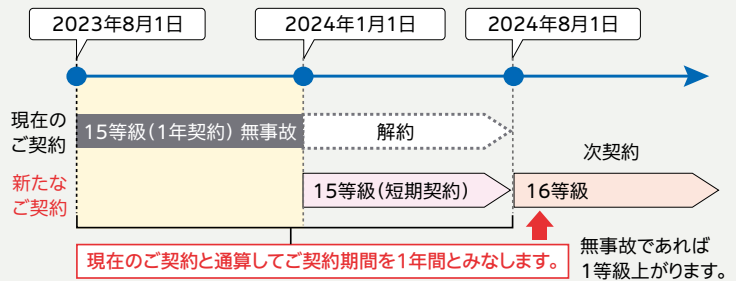 2023年8月1日 2024年1月1日 2024年8月1日
現在の
ご契約
15等級(1年契約) 無事故
解約
次契約
新たな
ご契約
15等級(短期契約)
16等級
現在のご契約と通算してご契約期間を1年間とみなします。
無事故であれば
1等級上がります。